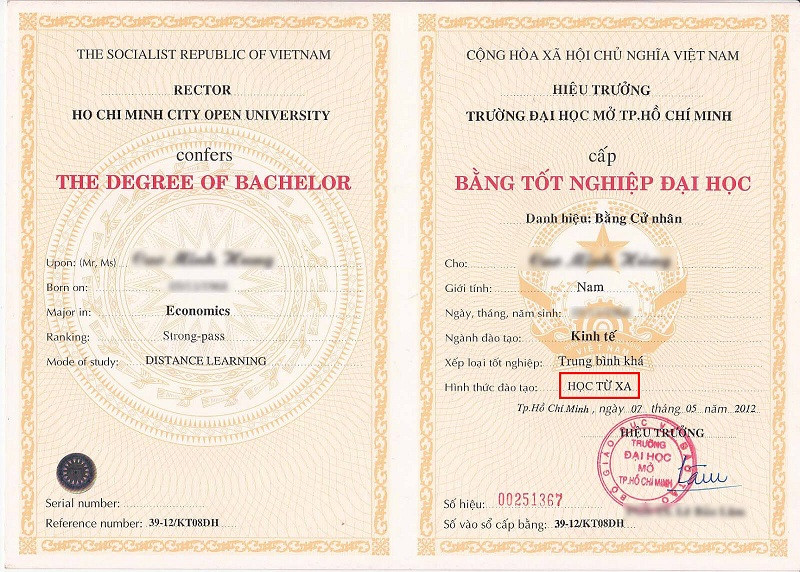 THE SOCIALIST REPUBLIC OF VIETNAM
RECTOR
HO CHI MINH CITY OPEN UNIVERSITY
confers
THE DEGREE OF BACHELOR
Upon: (Mr, Ms)
Born on:
Major in: Economics
Ranking: Strong-pass
Mode of study: DISTANCE LEARNING
Serial number:
Reference number: 39-12/KT08DH
CỘNG HÒA XÃ HỘI CHỦ NGHĨA VIỆT NAM
HIỆU TRƯỞNG
TRƯỜNG ĐẠI HỌC MỞ TP.HỒ CHÍ MINH
cấp
BẰNG TỐT NGHIỆP ĐẠI HỌC
Danh hiệu: Bằng Cử nhân
Cho:
Giới tính: Nam
Ngày, tháng, năm sinh:
Ngành đào tạo: Kinh tế
Xếp loại tốt nghiệp: Trung bình khá
Hình thức đào tạo: HỌC TỪ XA
Tp.Hồ Chí Minh, ngày 07 tháng 05 năm 2012
HIỆU TRƯỞNG
BỘ GIÁO DỤC VÀ ĐÀO TẠO
TRƯỜNG
ĐẠI HỌC
MỞ
TP.HỒ CHÍ MINH
Số hiệu: 00251367
Số vào sổ cấp bằng: 39-12/KT08DH